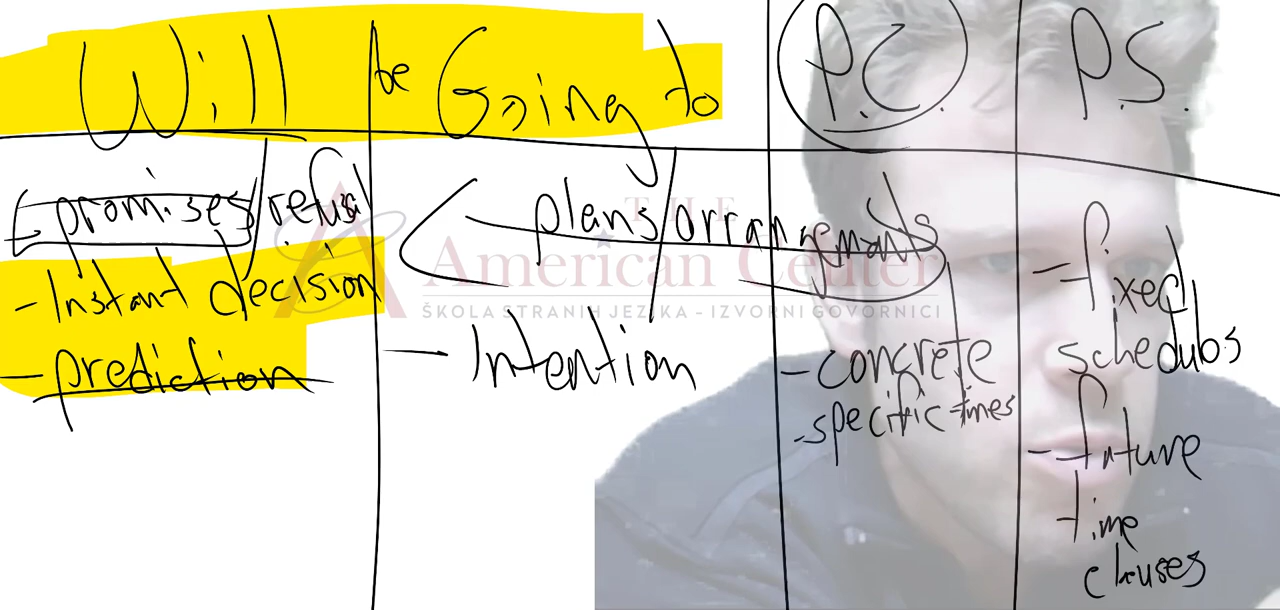 Will be Going to P.C. P.S.
promises/refusal
plans/arrangements
- Instant decision
- prediction
- Intention
- concrete
- specific times
- fixed
schedules
- future
time
clauses
THE
American Center
ŠKOLA STRANIH JEZIKA - IZVORNI GOVORNICI